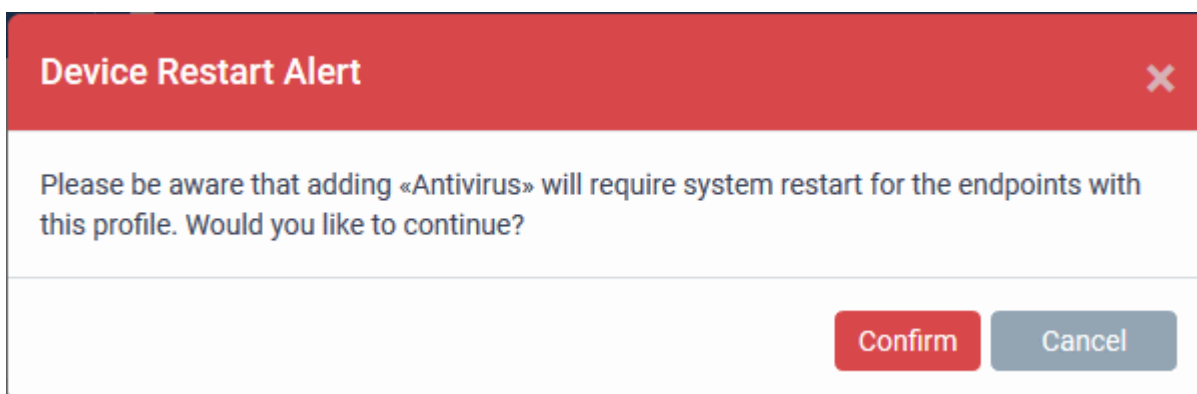 Device Restart Alert
Please be aware that adding «Antivirus» will require system restart for the endpoints with
this profile. Would you like to continue?
Confirm
Cancel